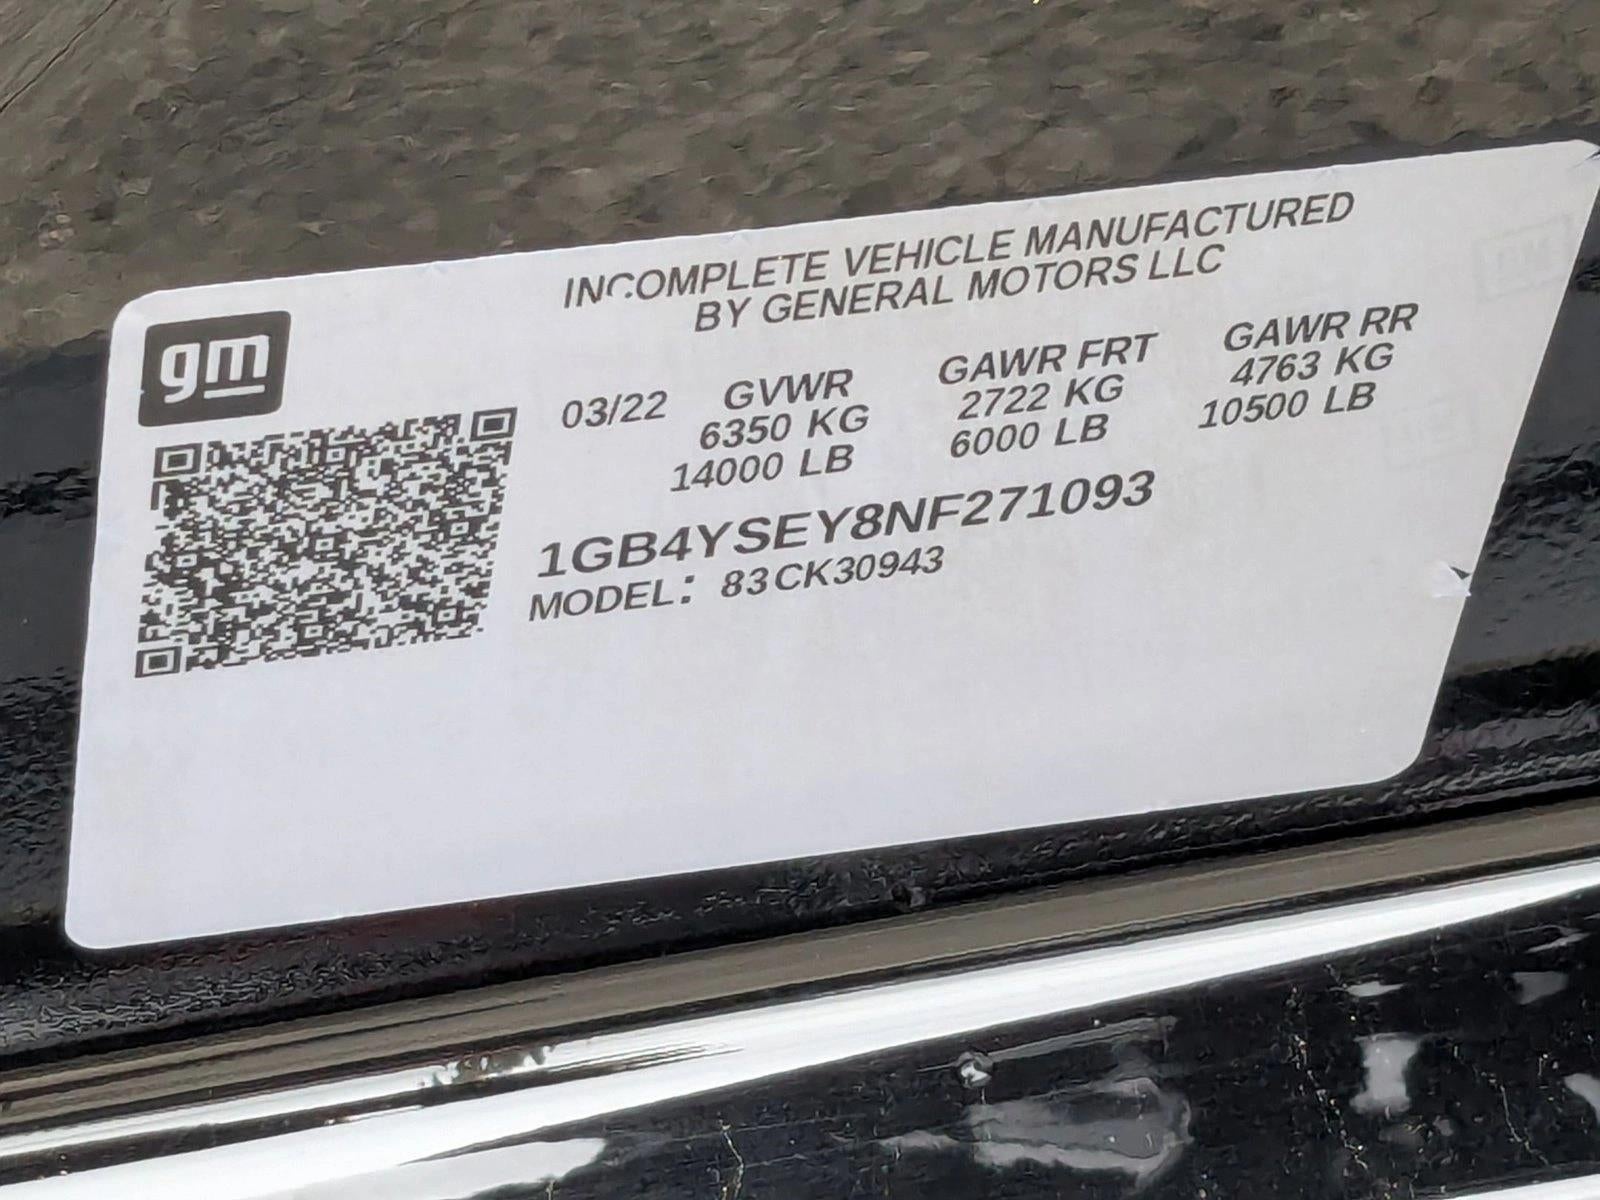 INCOMPLETE VEHICLE MANUFACTURED
BY GENERAL MOTORS LLC
gm
03/22 GVWR GAWR FRT GAWR RR
6350 KG 2722 KG 4763 KG
14000 LB 6000 LB 10500 LB
1GB4YSEY8NF271093
MODEL: 83CK30943